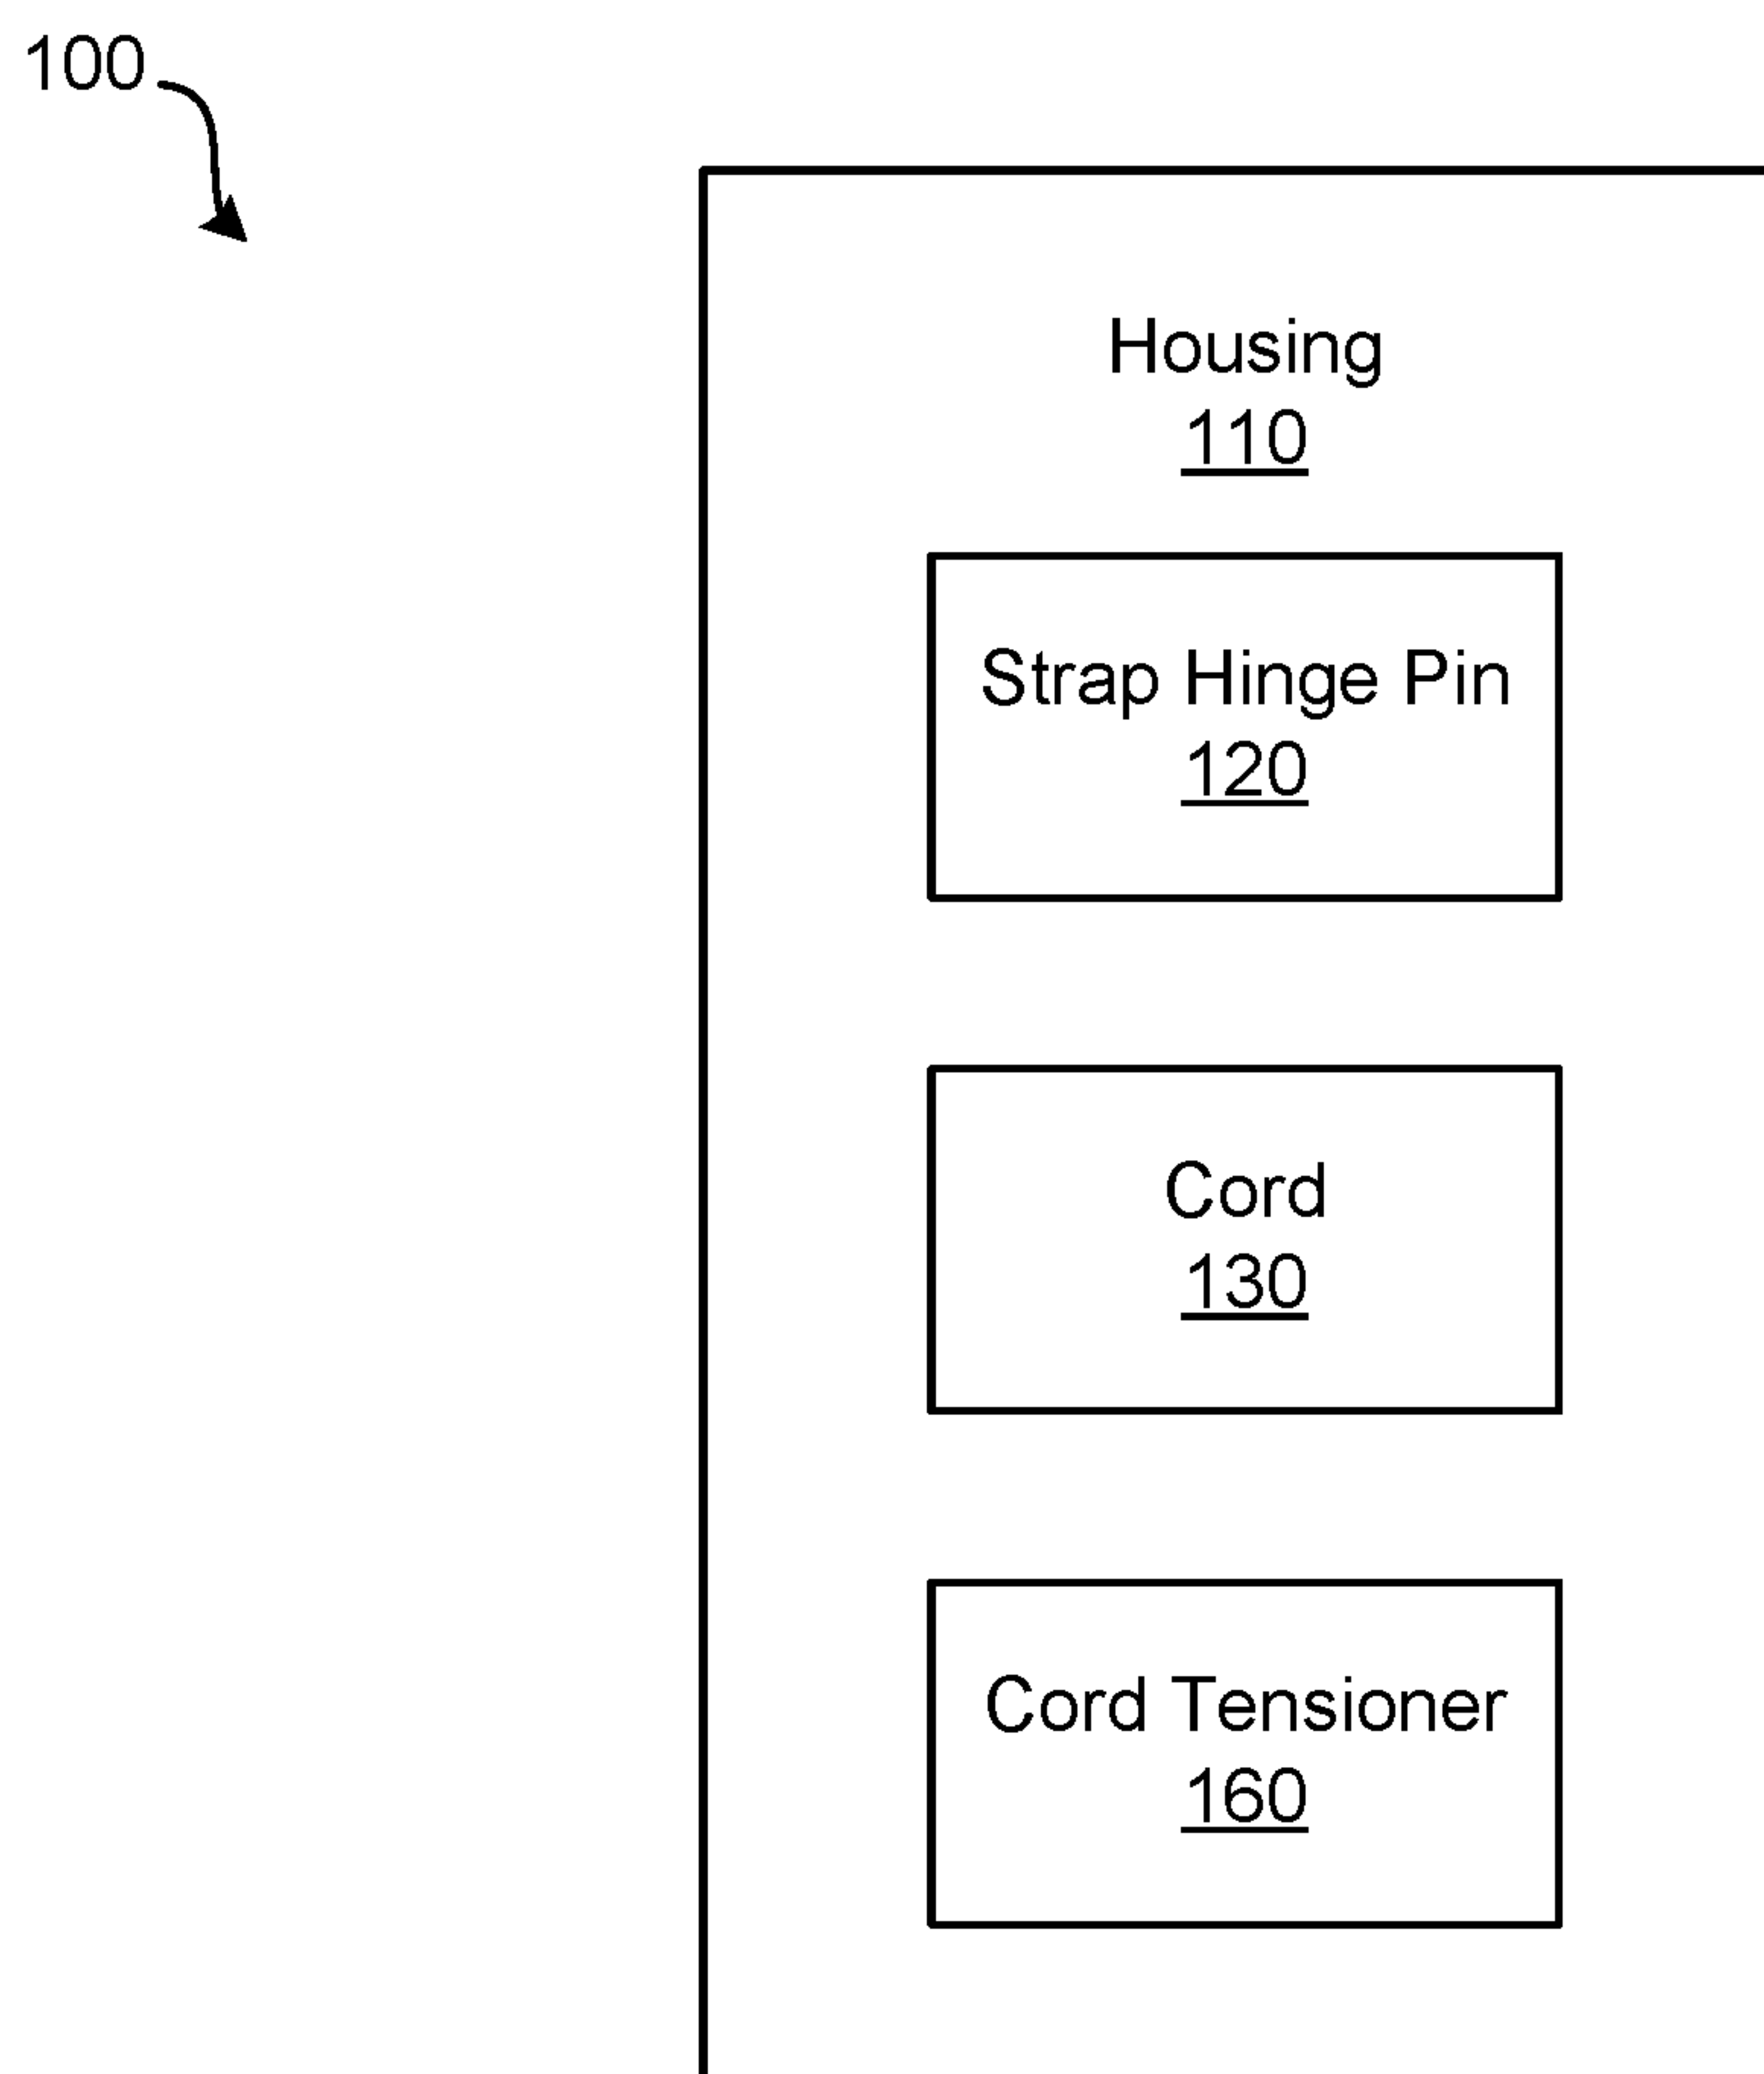 100
Housing
110
Strap Hinge Pin
120
Cord
130
Cord Tensioner
160